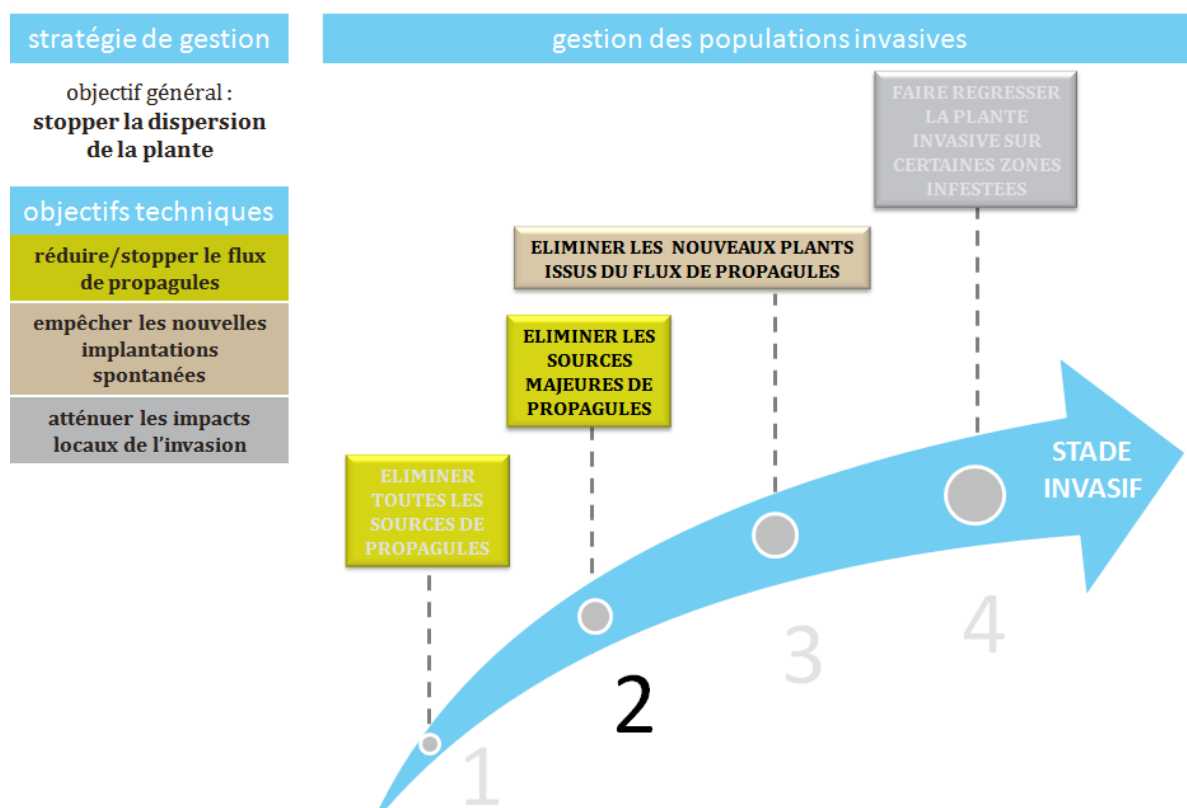 stratégie de gestion
objectif général :
stopper la dispersion
de la plante
objectifs techniques
réduire/stopper le flux
de propagules
empêcher les nouvelles
implantations
spontanées
atténuer les impacts
locaux de l'invasion
gestion des populations invasives
FAIRE REGRESSER
LA PLANTE
INVASIVE SUR
CERTAINES ZONES
INFESTEES
ELIMINER LES NOUVEAUX PLANTS
ISSUS DU FLUX DE PROPAGULES
ELIMINER LES
SOURCES
MAJEURES DE
PROPAGULES
ELIMINER
TOUTES LES
SOURCES DE
PROPAGULES
STADE
INVASIF
1
2
3
4